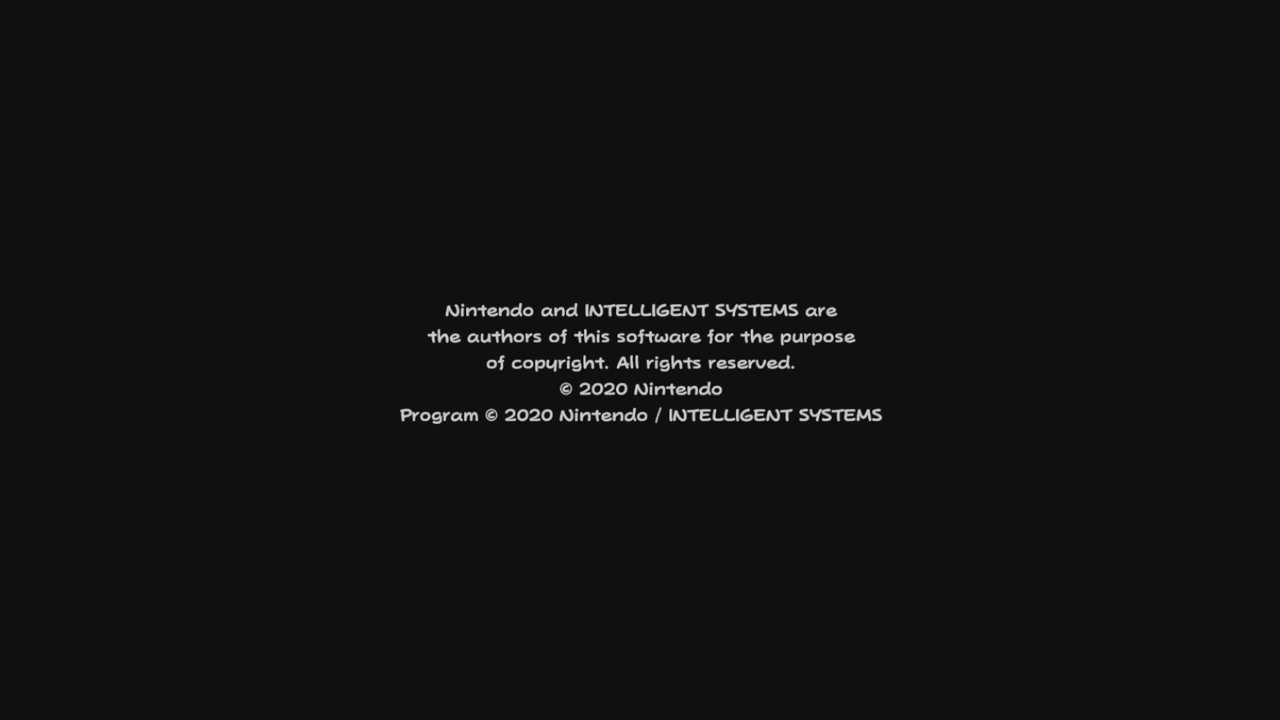 Nintendo and INTELLIGENT SYSTEMS are
the authors of this software for the purpose
of copyright. All rights reserved.
© 2020 Nintendo
Program © 2020 Nintendo / INTELLIGENT SYSTEMS